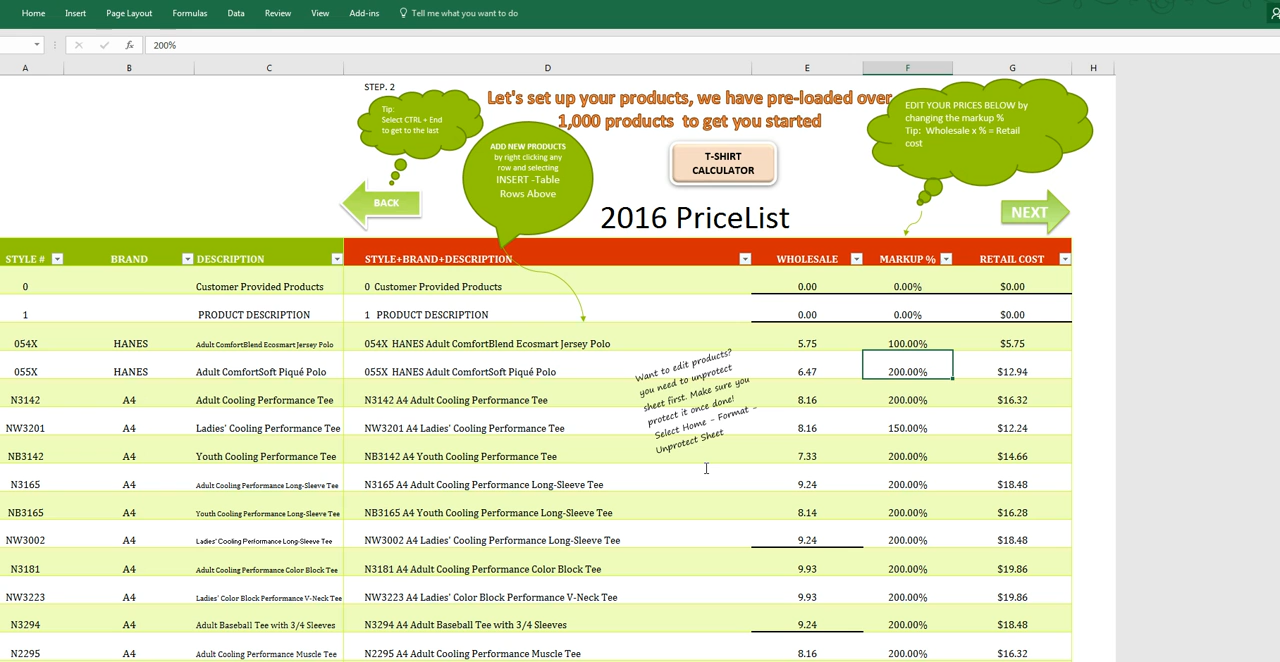 Home Insert Page Layout Formulas Data Review View Add-ins Tell me what you want to do
fx 200%
A B C D E F G H
STEP. 2
Tip:
Select CTRL + End
to get to the last
Let's set up your products, we have pre-loaded over
1,000 products to get you started
EDIT YOUR PRICES BELOW by
changing the markup %
Tip: Wholesale x % = Retail
cost
ADD NEW PRODUCTS
by right clicking any
row and selecting
INSERT -Table
Rows Above
T-SHIRT
CALCULATOR
BACK
2016 PriceList
NEXT
STYLE # BRAND DESCRIPTION STYLE+BRAND+DESCRIPTION WHOLESALE MARKUP % RETAIL COST
0 Customer Provided Products 0 Customer Provided Products 0.00 0.00% $0.00
1 PRODUCT DESCRIPTION 1 PRODUCT DESCRIPTION 0.00 0.00% $0.00
054X HANES Adult ComfortBlend Ecosmart Jersey Polo 054X HANES Adult ComfortBlend Ecosmart Jersey Polo 5.75 100.00% $5.75
055X HANES Adult ComfortSoft Piqué Polo 055X HANES Adult ComfortSoft Piqué Polo 6.47 200.00% $12.94
N3142 A4 Adult Cooling Performance Tee N3142 A4 Adult Cooling Performance Tee 8.16 200.00% $16.32
NW3201 A4 Ladies' Cooling Performance Tee NW3201 A4 Ladies' Cooling Performance Tee 8.16 150.00% $12.24
NB3142 A4 Youth Cooling Performance Tee NB3142 A4 Youth Cooling Performance Tee 7.33 200.00% $14.66
N3165 A4 Adult Cooling Performance Long-Sleeve Tee N3165 A4 Adult Cooling Performance Long-Sleeve Tee 9.24 200.00% $18.48
NB3165 A4 Youth Cooling Performance Long-Sleeve Tee NB3165 A4 Youth Cooling Performance Long-Sleeve Tee 8.14 200.00% $16.28
NW3002 A4 Ladies' Cooling Performance Long-Sleeve Tee NW3002 A4 Ladies' Cooling Performance Long-Sleeve Tee 9.24 200.00% $18.48
N3181 A4 Adult Cooling Performance Color Block Tee N3181 A4 Adult Cooling Performance Color Block Tee 9.93 200.00% $19.86
NW3223 A4 Ladies' Color Block Performance V-Neck Tee NW3223 A4 Ladies' Color Block Performance V-Neck Tee 9.93 200.00% $19.86
N3294 A4 Adult Baseball Tee with 3/4 Sleeves N3294 A4 Adult Baseball Tee with 3/4 Sleeves 9.24 200.00% $18.48
N2295 A4 Adult Cooling Performance Muscle Tee N2295 A4 Adult Cooling Performance Muscle Tee 8.16 200.00% $16.32
Want to edit products?
you need to unprotect
sheet first. Make sure you
protect it once done!
Select Home - Format -
Unprotect Sheet